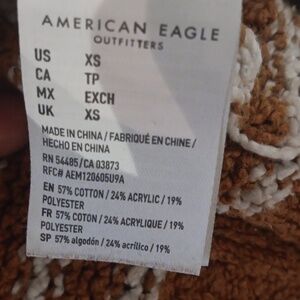 AMERICAN EAGLE
OUTFITTERS
US XS
CA TP
MX EXCH
UK XS
MADE IN CHINA / FABRIQUÉ EN CHINE /
HECHO EN CHINA
RN 54485/CA 03873
RFC# AEM120605U9A
EN 57% COTTON / 24% ACRYLIC / 19%
POLYESTER
FR 57% COTON / 24% ACRYLIQUE / 19%
POLYESTER
SP 57% algodón / 24% acrílico / 19%